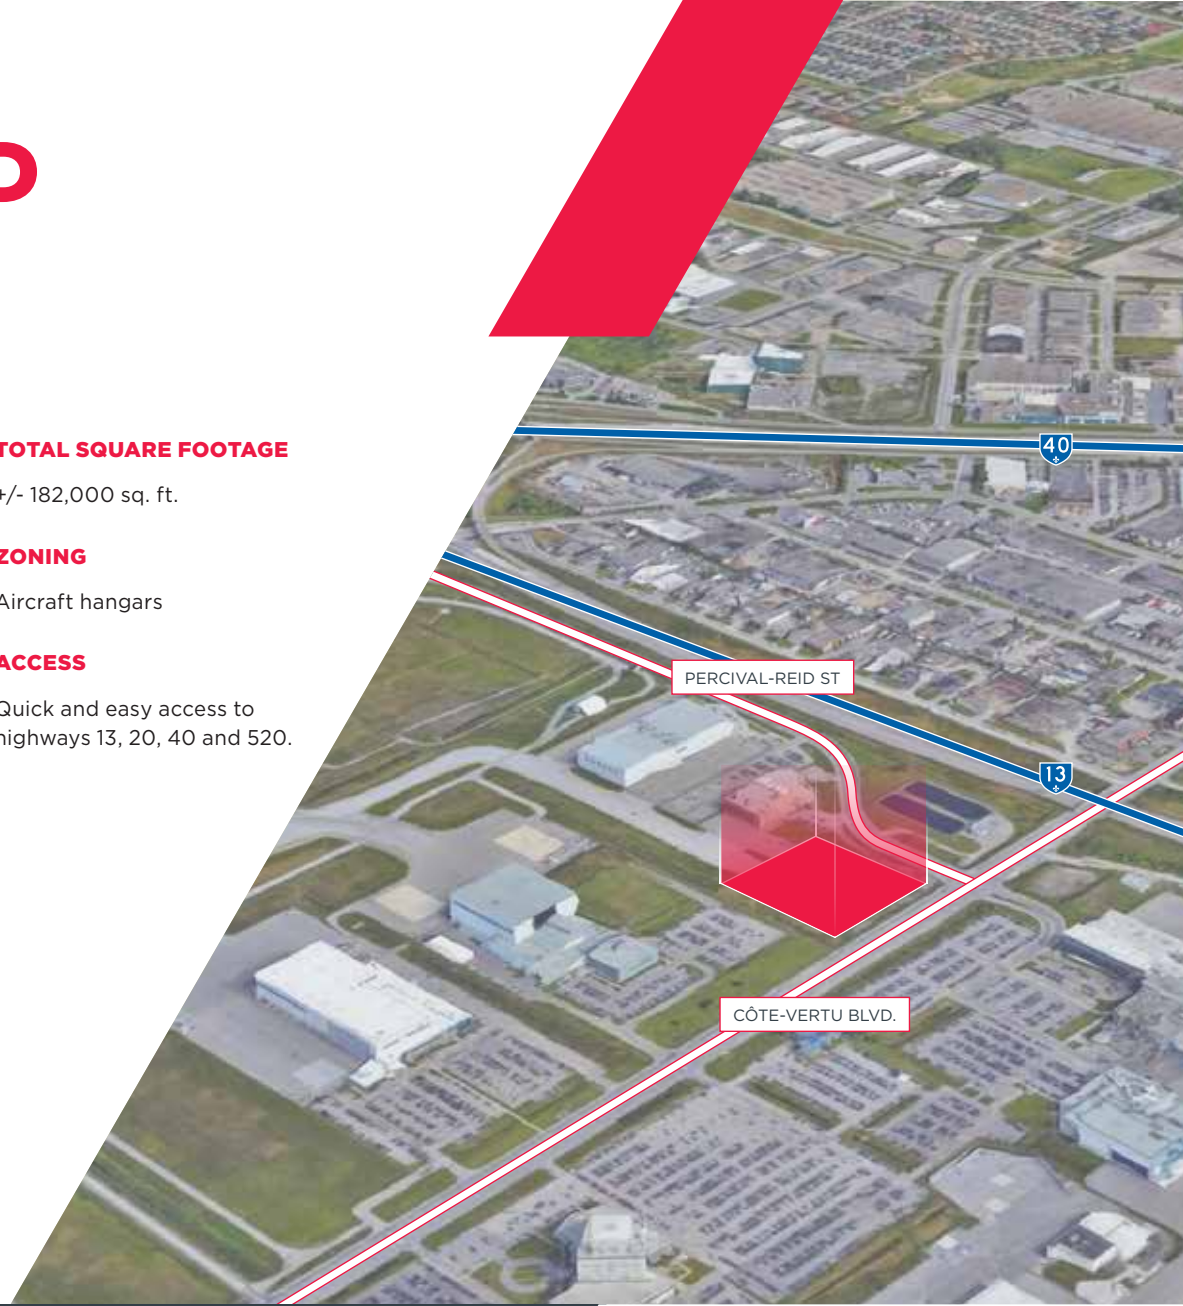 D
TOTAL SQUARE FOOTAGE
+/- 182,000 sq. ft.
ZONING
Aircraft hangars
ACCESS
Quick and easy access to
highways 13, 20, 40 and 520.
40
PERCIVAL-REID ST
13
CÔTE-VERTU BLVD.